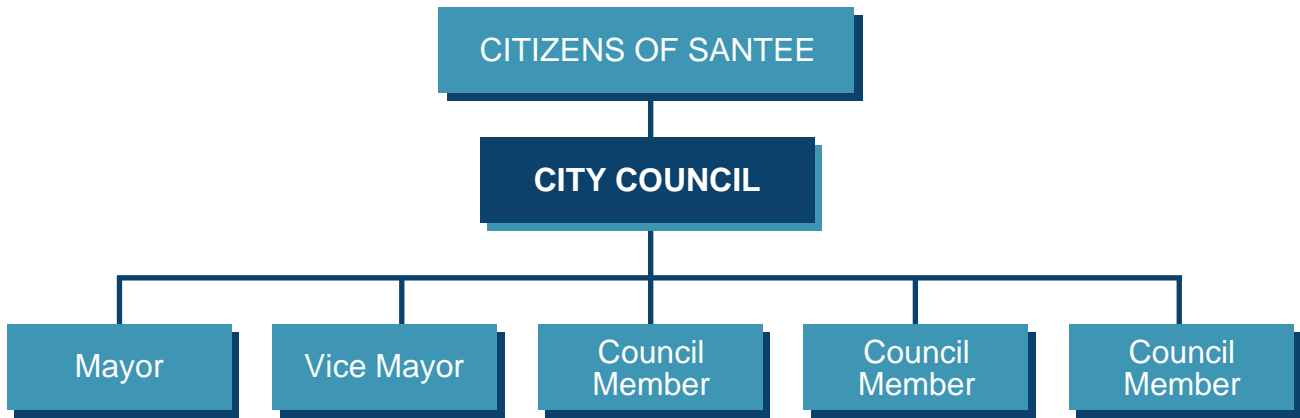 CITIZENS OF SANTEE
CITY COUNCIL
Mayor
Vice Mayor
Council
Member
Council
Member
Council
Member